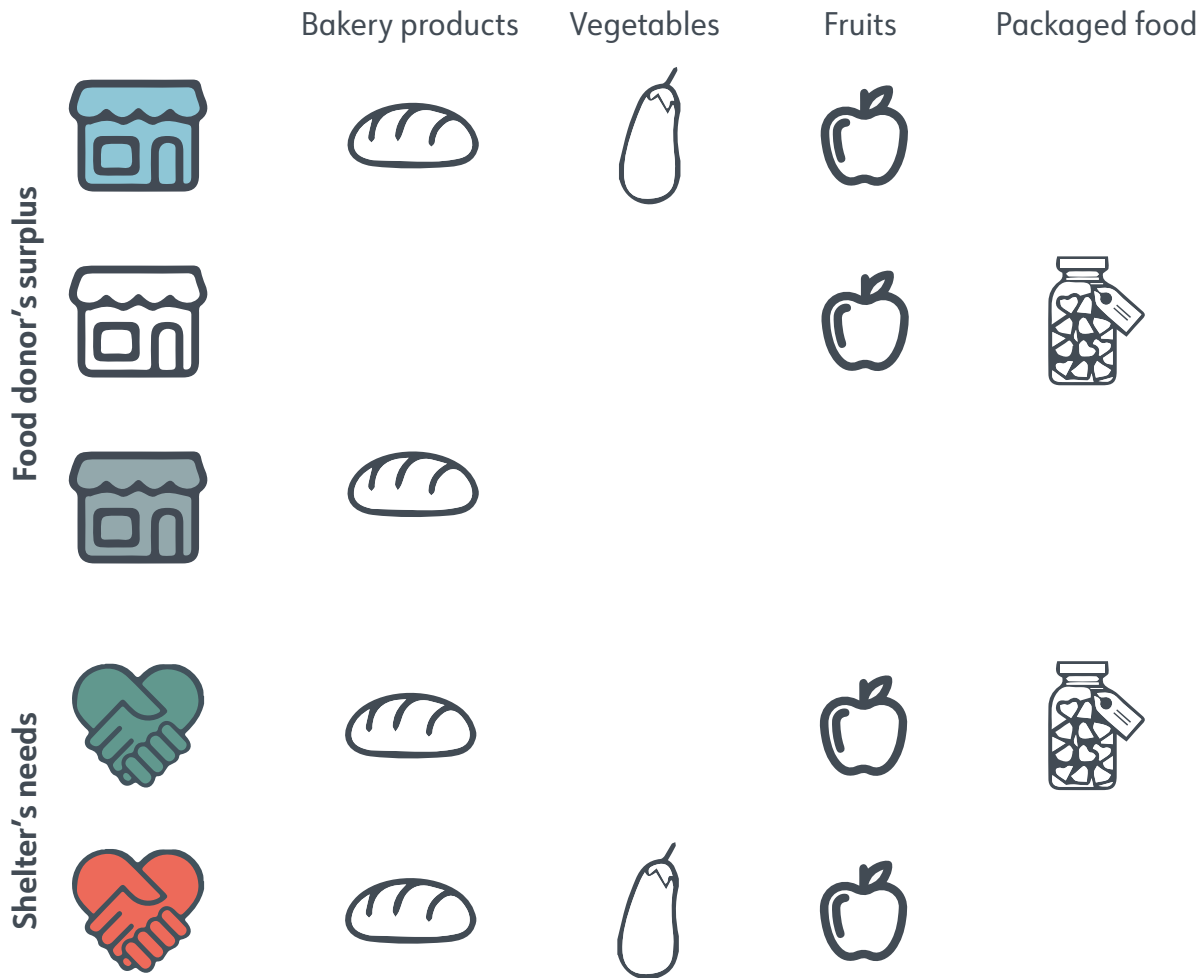 Bakery products
Vegetables
Fruits
Packaged food
Food donor’s surplus
Shelter’s needs